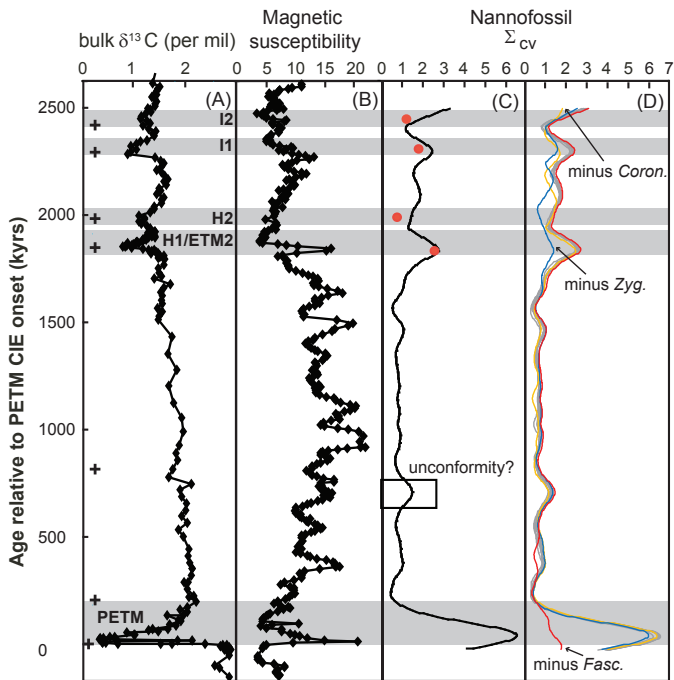 Magnetic
susceptibility
Nannofossil
Σcv
bulk δ¹³C (per mil)
0 1 2
0 5 10 15 20
0 1 2 3 4 5 6
0 1 2 3 4 5 6 7
(A) (B) (C) (D)
Age relative to PETM CIE onset (kyrs)
2500
I2
I1
minus Coron.
2000
H2
H1/ETM2
minus Zyg.
1500
1000
unconformity?
500
PETM
0
minus Fasc.